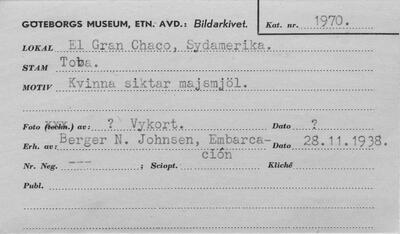 GÖTEBORGS MUSEUM, ETN. AVD.: Bildarkivet. Kat. nr. 1970.
LOKAL El Gran Chaco, Sydamerika.
STAM Toba.
MOTIV Kvinna siktar majsmjöl.
Foto (teckn.) av: ? Vykort. Dato ?
Erh. av: Berger N. Johnsen, Embarca- Dato 28.11.1938.
ción
Nr. Neg. --- ; Sciopt. Kliché
Publ.